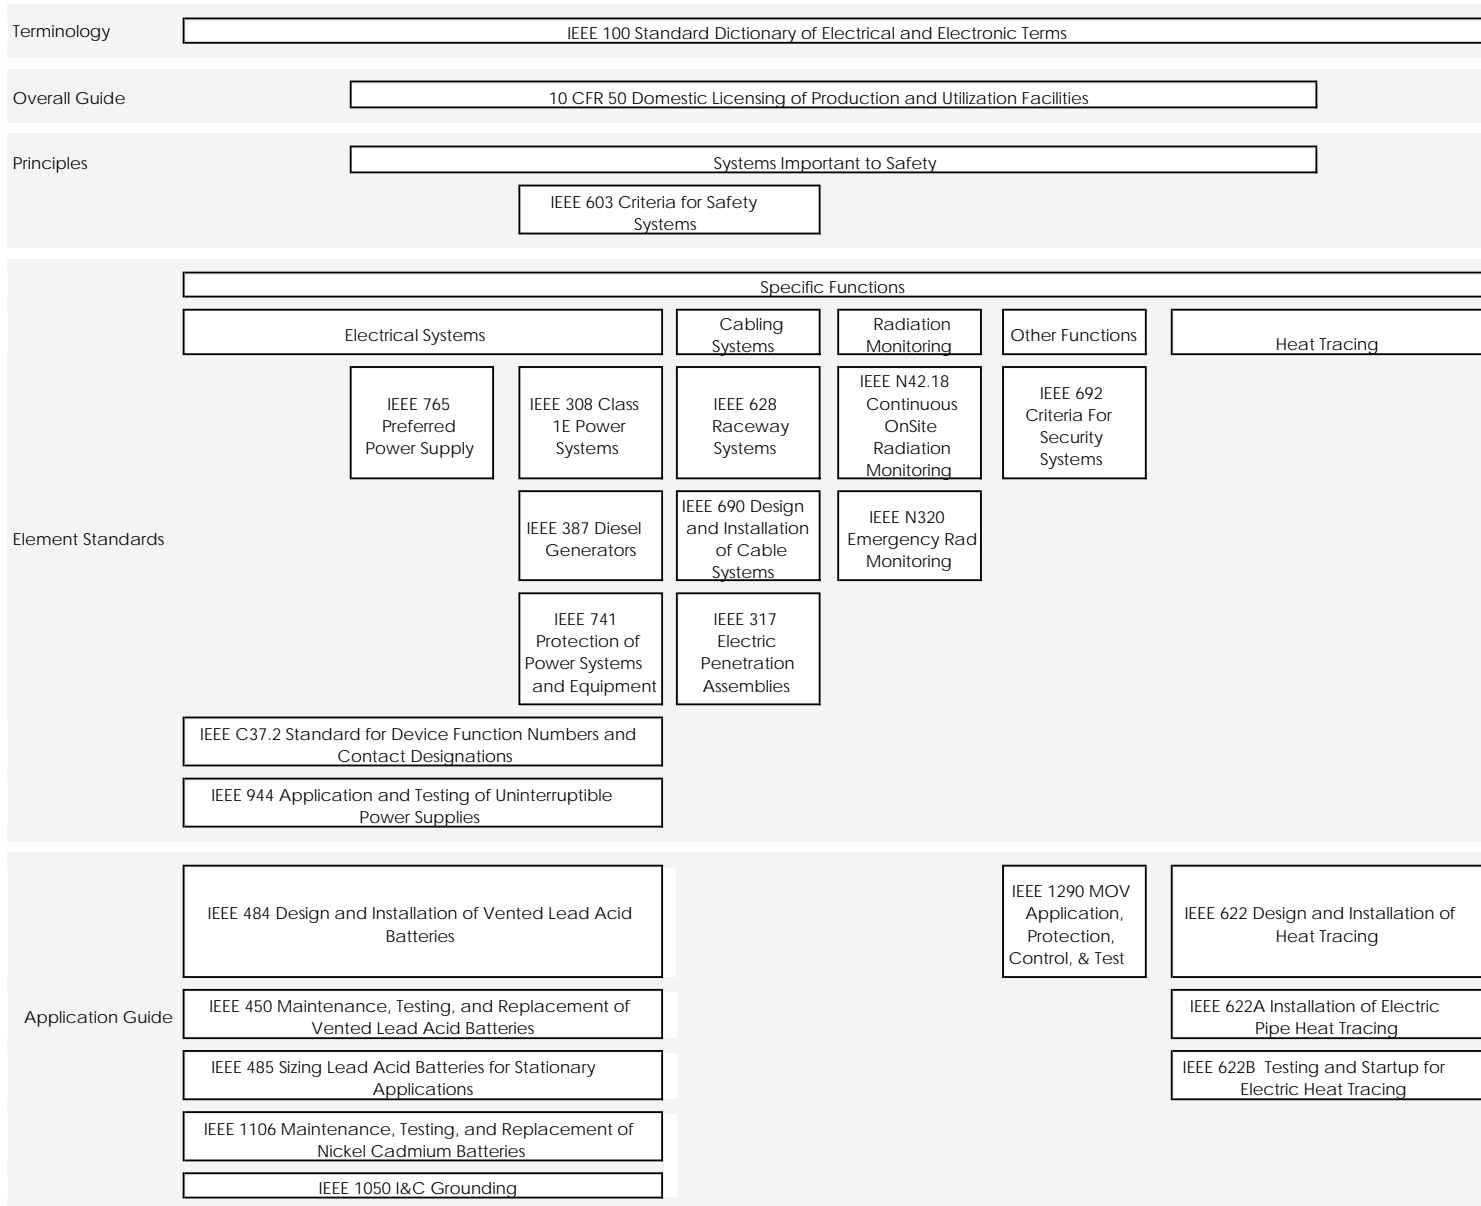 Terminology
IEEE 100 Standard Dictionary of Electrical and Electronic Terms
Overall Guide
10 CFR 50 Domestic Licensing of Production and Utilization Facilities
Principles
Systems Important to Safety
IEEE 603 Criteria for Safety
Systems
Specific Functions
Electrical Systems
Cabling
Systems
Radiation
Monitoring
Other Functions
Heat Tracing
IEEE 765
Preferred
Power Supply
IEEE 308 Class
1E Power
Systems
IEEE 628
Raceway
Systems
IEEE N42.18
Continuous
OnSite
Radiation
Monitoring
IEEE 692
Criteria For
Security
Systems
Element Standards
IEEE 387 Diesel
Generators
IEEE 690 Design
and Installation
of Cable
Systems
IEEE N320
Emergency Rad
Monitoring
IEEE 741
Protection of
Power Systems
and Equipment
IEEE 317
Electric
Penetration
Assemblies
IEEE C37.2 Standard for Device Function Numbers and
Contact Designations
IEEE 944 Application and Testing of Uninterruptible
Power Supplies
IEEE 484 Design and Installation of Vented Lead Acid
Batteries
IEEE 1290 MOV
Application,
Protection,
Control, & Test
IEEE 622 Design and Installation of
Heat Tracing
Application Guide
IEEE 450 Maintenance, Testing, and Replacement of
Vented Lead Acid Batteries
IEEE 622A Installation of Electric
Pipe Heat Tracing
IEEE 485 Sizing Lead Acid Batteries for Stationary
Applications
IEEE 622B  Testing and Startup for
Electric Heat Tracing
IEEE 1106 Maintenance, Testing, and Replacement of
Nickel Cadmium Batteries
IEEE 1050 I&C Grounding